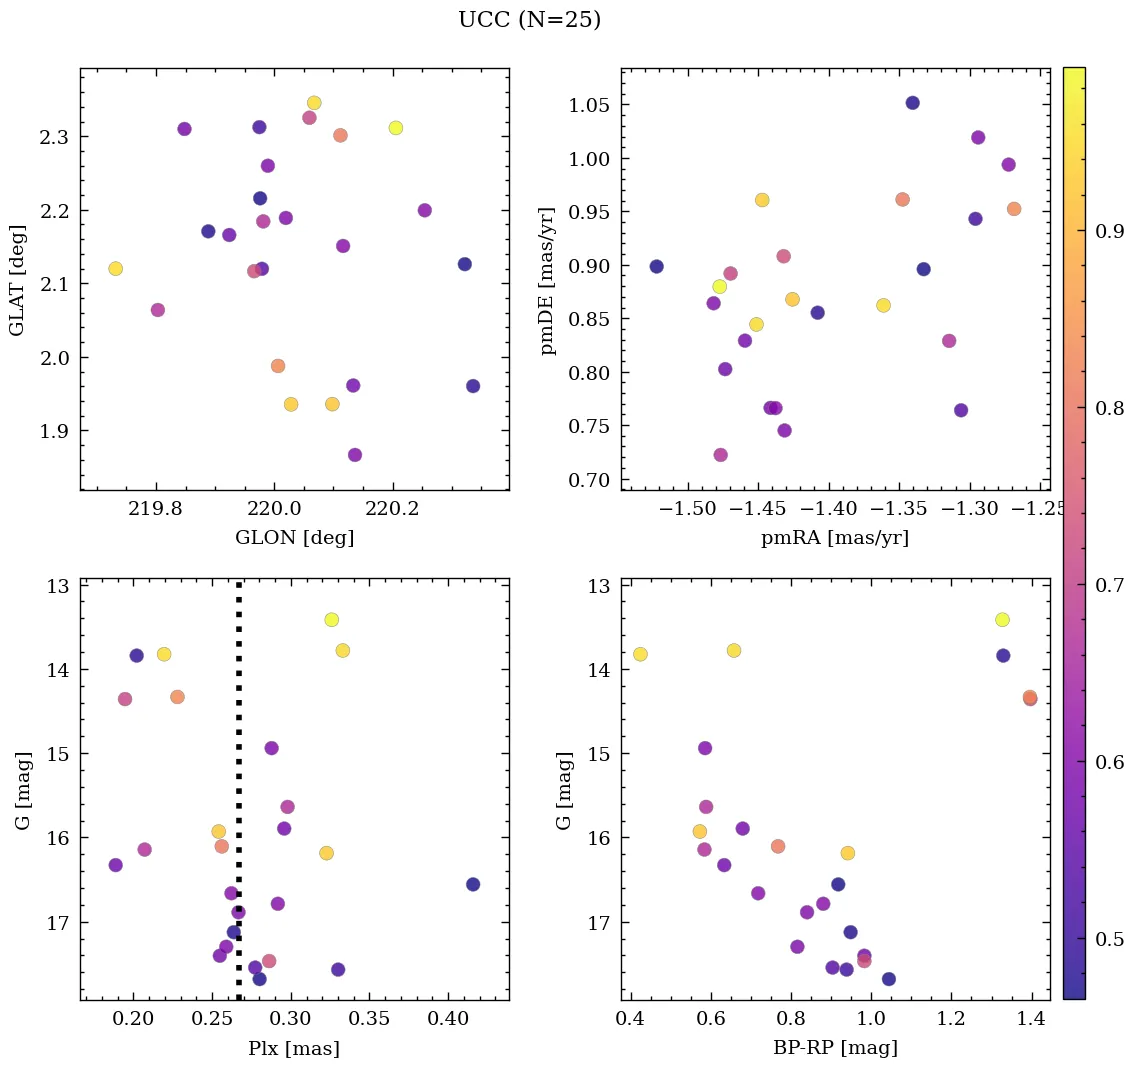 UCC (N=25)
2.3
2.2
2.1
2.0
1.9
GLAT [deg]
219.8 220.0 220.2
GLON [deg]
1.05
1.00
0.95
0.90
0.85
0.80
0.75
0.70
pmDE [mas/yr]
−1.50 −1.45 −1.40 −1.35 −1.30 −1.25
pmRA [mas/yr]
13
14
15
16
17
G [mag]
0.20 0.25 0.30 0.35 0.40
Plx [mas]
13
14
15
16
17
G [mag]
0.4 0.6 0.8 1.0 1.2 1.4
BP-RP [mag]
0.9
0.8
0.7
0.6
0.5